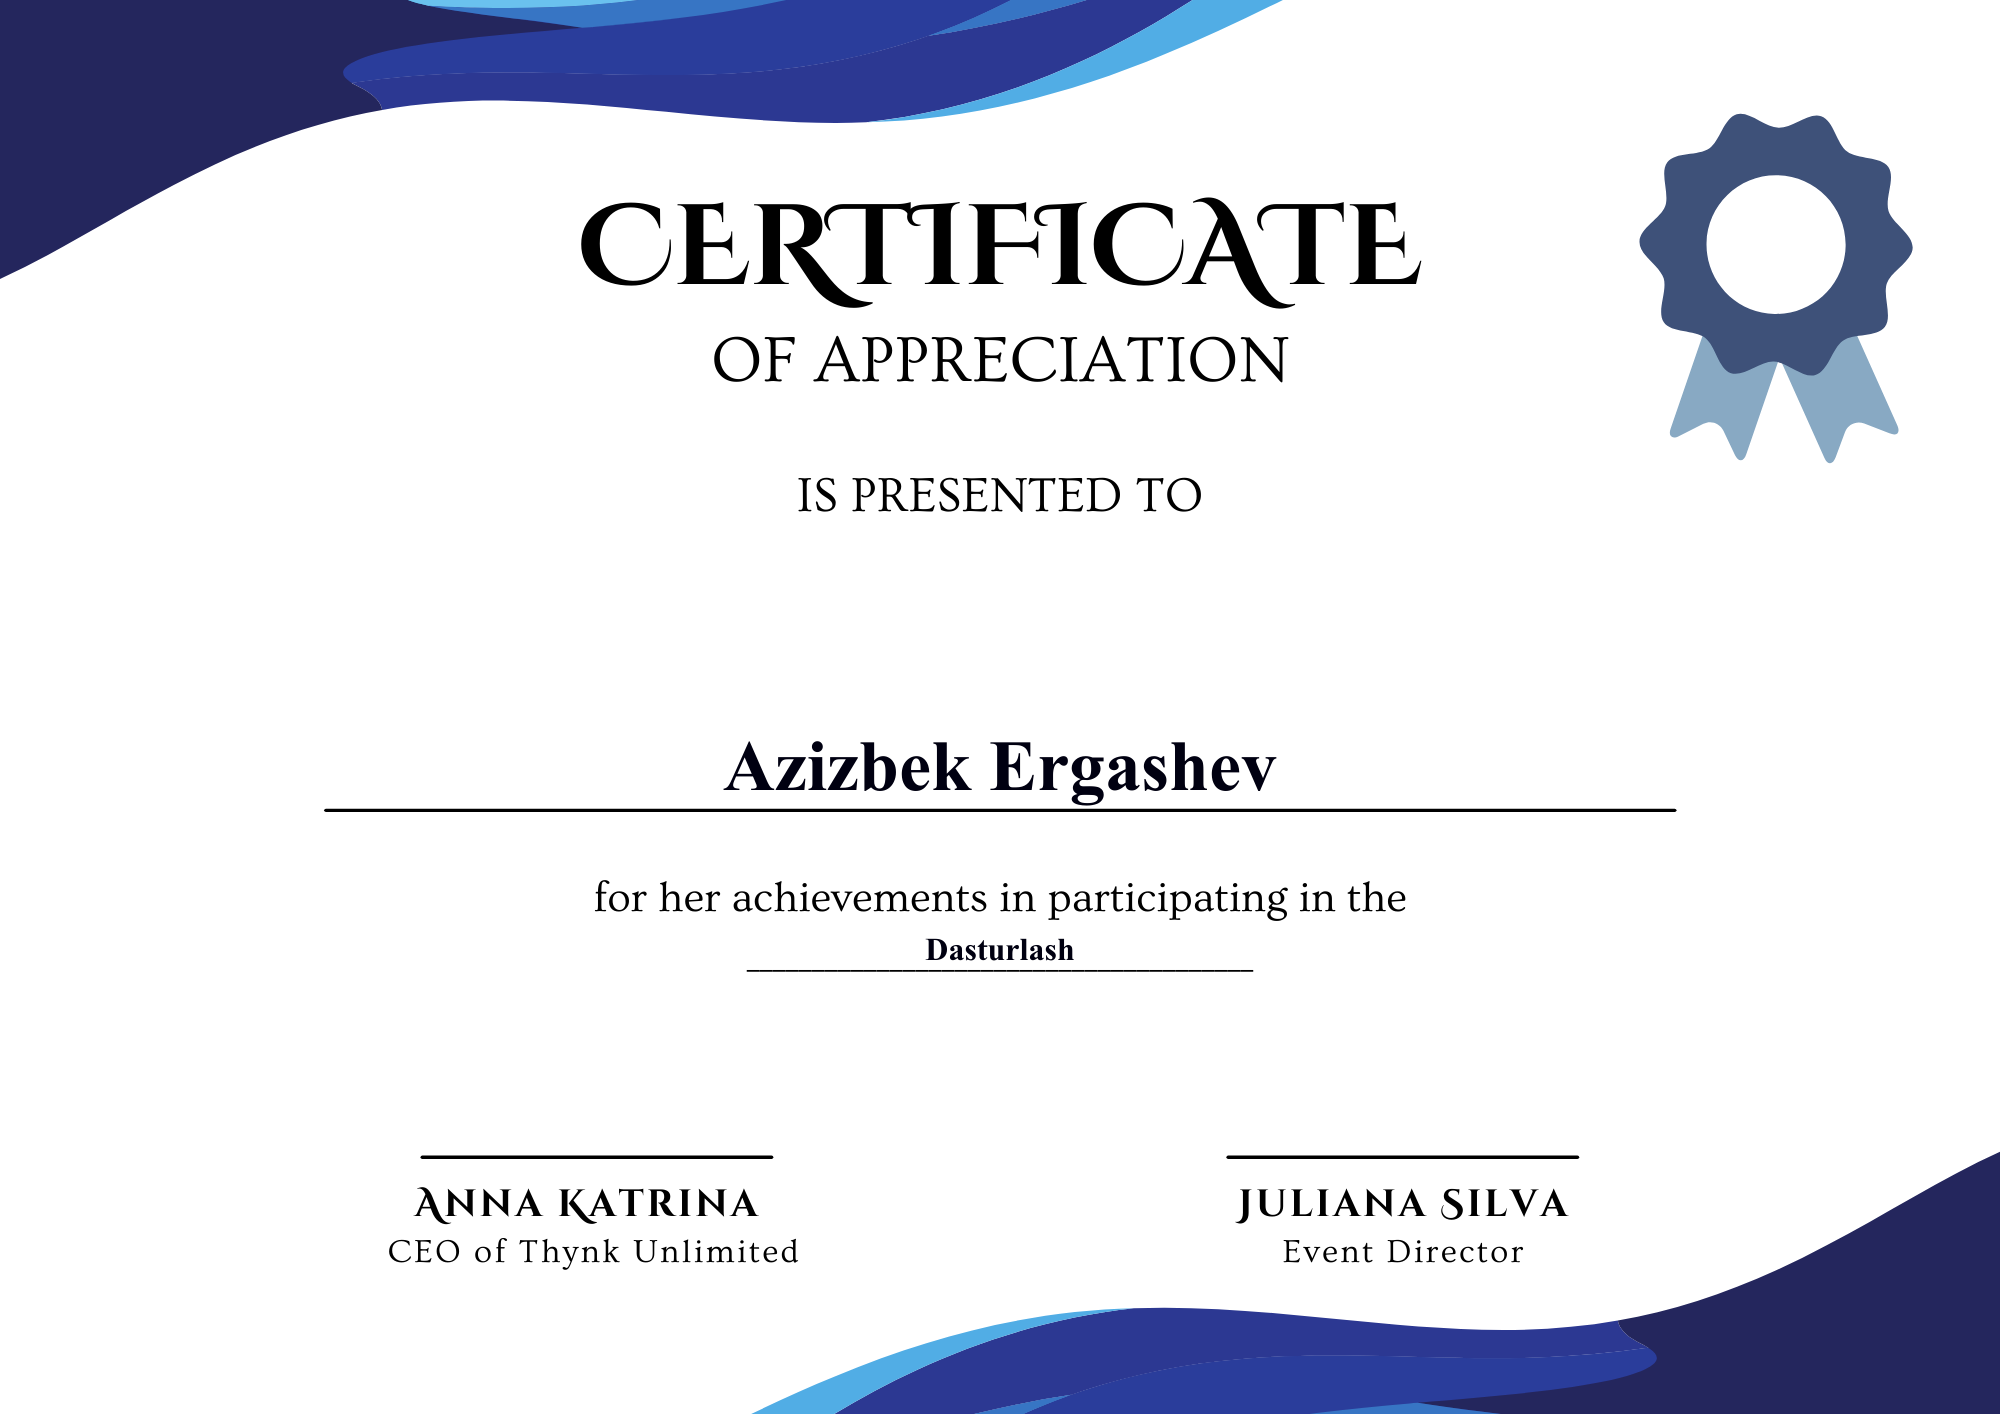 CERTIFICATE
OF APPRECIATION
IS PRESENTED TO
Azizbek Ergashev
for her achievements in participating in the
Dasturlash
ANNA KATRINA
CEO of Thynk Unlimited
JULIANA SILVA
Event Director